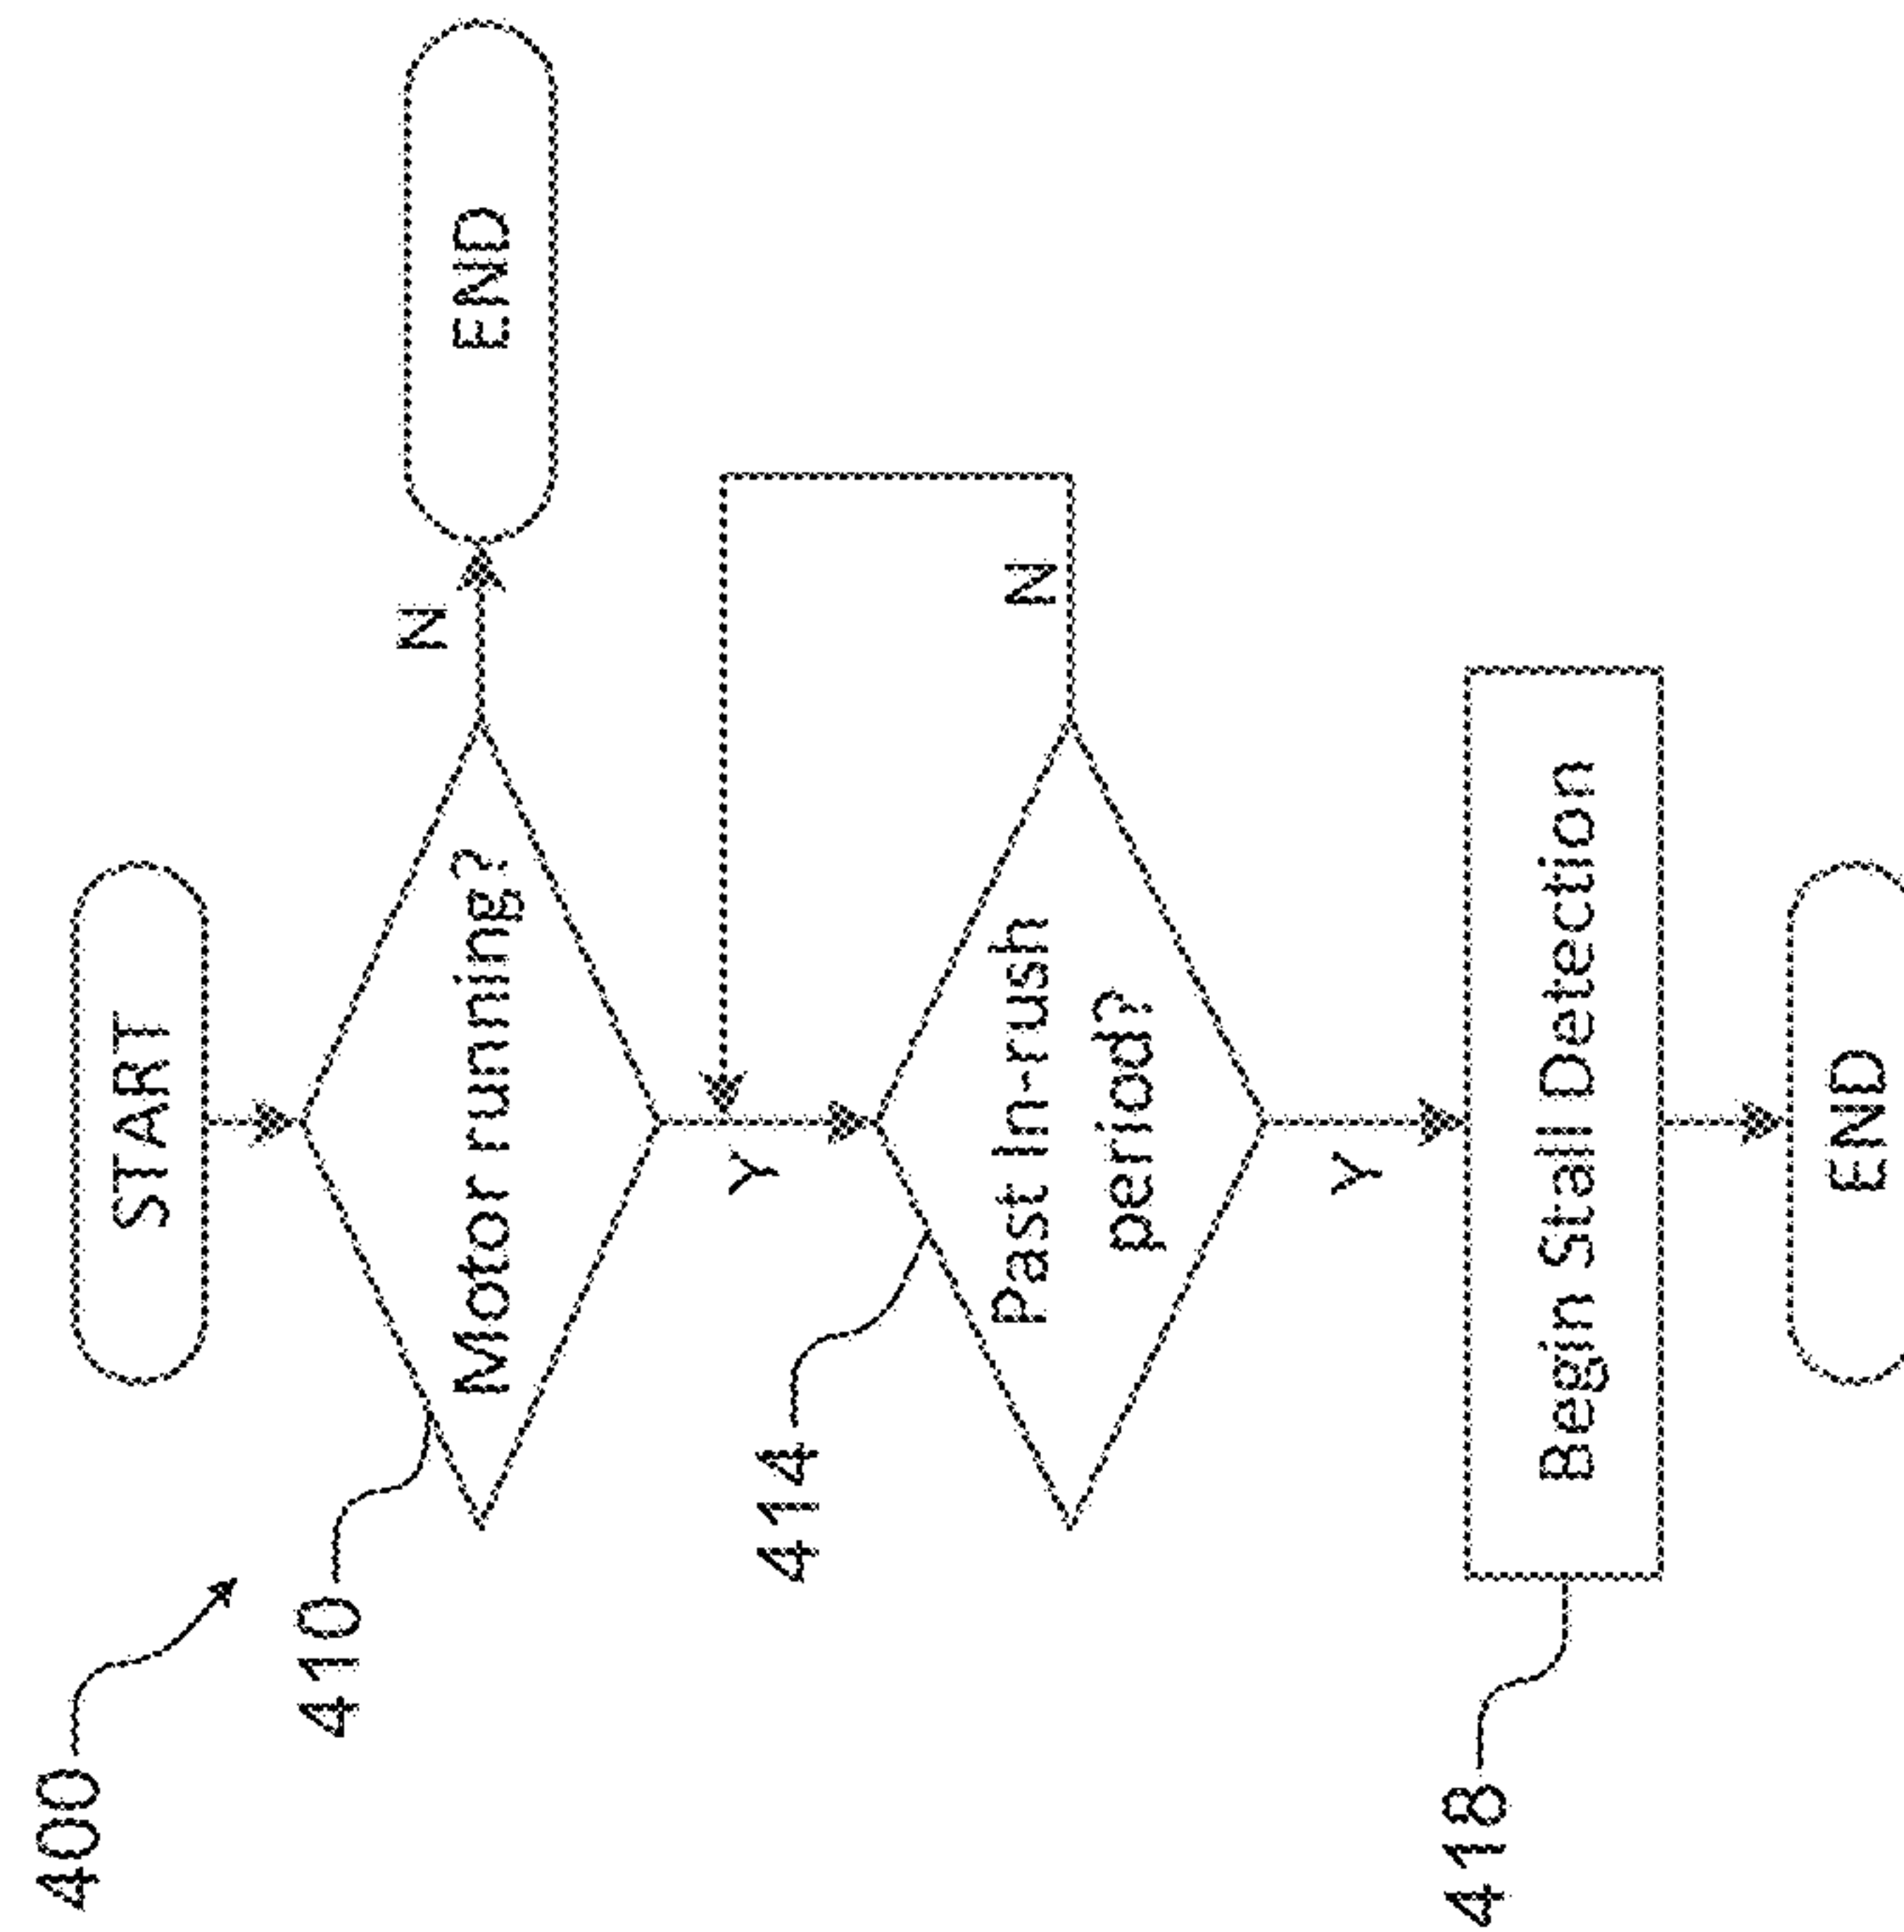 400
START
410
Motor running?
N
END
Y
414
Past In-rush
period?
N
Y
418
Begin Stall Detection
END